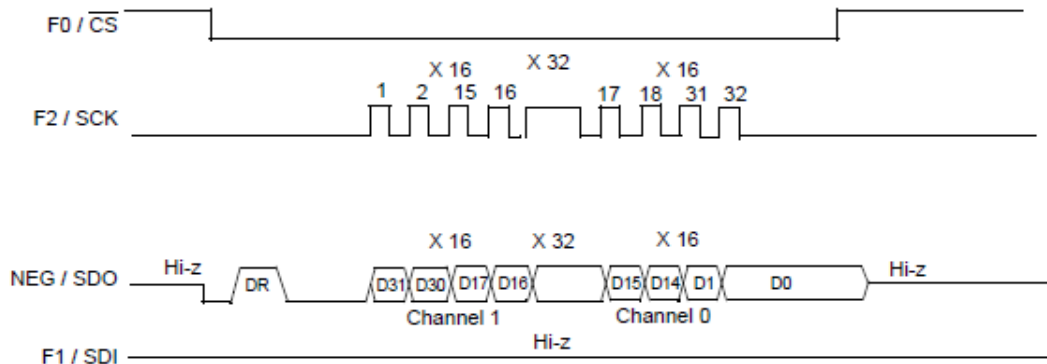 F0 / CS
X 16 X 32 X 16
1 2 15 16 17 18 31 32
F2 / SCK
X 16 X 32 X 16
Hi-z Hi-z
NEG / SDO DR D31 D30 D17 D16 D15 D14 D1 D0
Channel 1 Channel 0
Hi-z
F1 / SDI